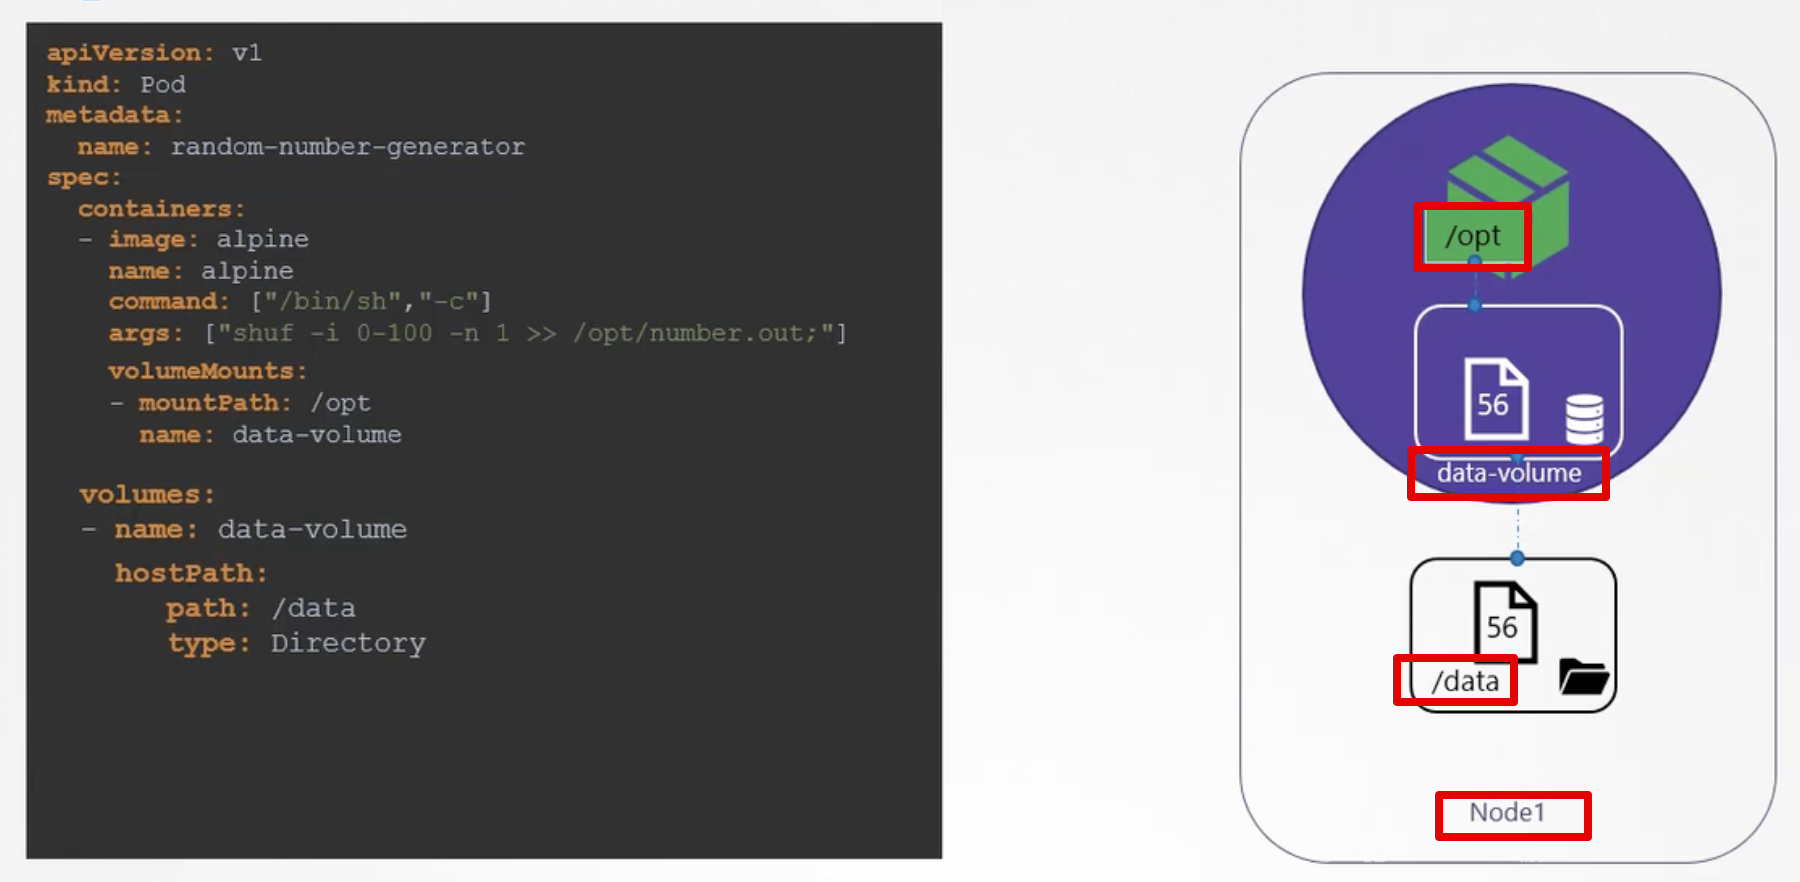 apiVersion: v1
kind: Pod
metadata:
  name: random-number-generator
spec:
  containers:
  - image: alpine
    name: alpine
    command: ["/bin/sh","-c"]
    args: ["shuf -i 0-100 -n 1 >> /opt/number.out;"]
    volumeMounts:
    - mountPath: /opt
      name: data-volume
  volumes:
  - name: data-volume
    hostPath:
       path: /data
       type: Directory
/opt
56
data-volume
56
/data
Node1